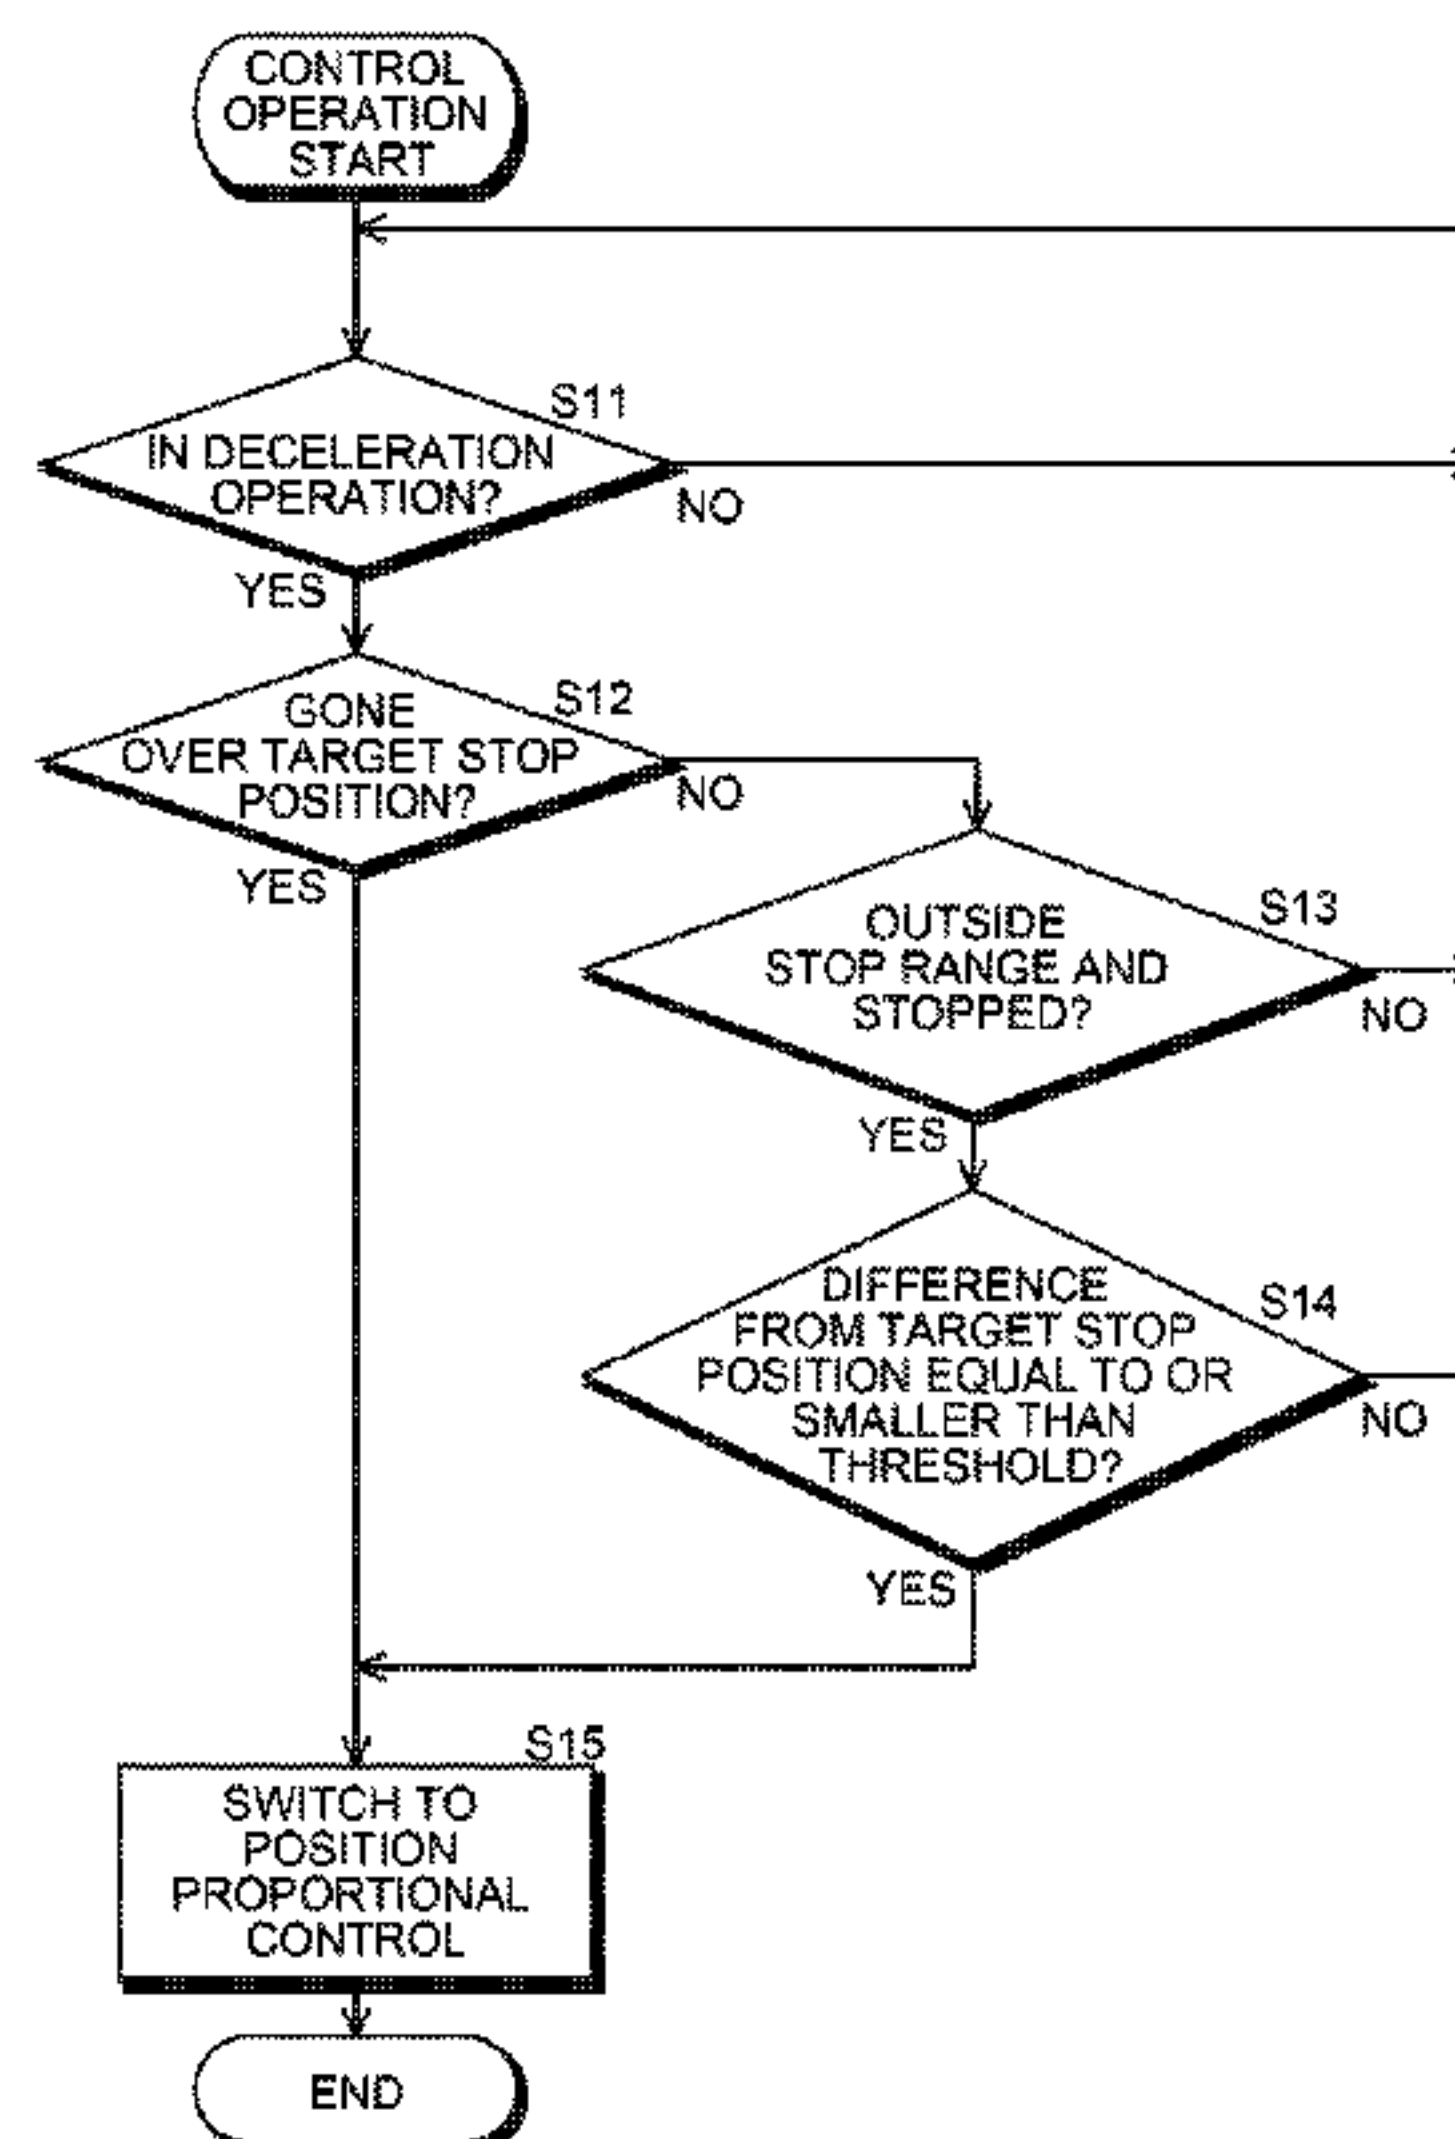 CONTROL
OPERATION
START
S11
IN DECELERATION
OPERATION?
NO
YES
S12
GONE
OVER TARGET STOP
POSITION?
NO
YES
S13
OUTSIDE
STOP RANGE AND
STOPPED?
NO
YES
S14
DIFFERENCE
FROM TARGET STOP
POSITION EQUAL TO OR
SMALLER THAN
THRESHOLD?
NO
YES
S15
SWITCH TO
POSITION
PROPORTIONAL
CONTROL
END